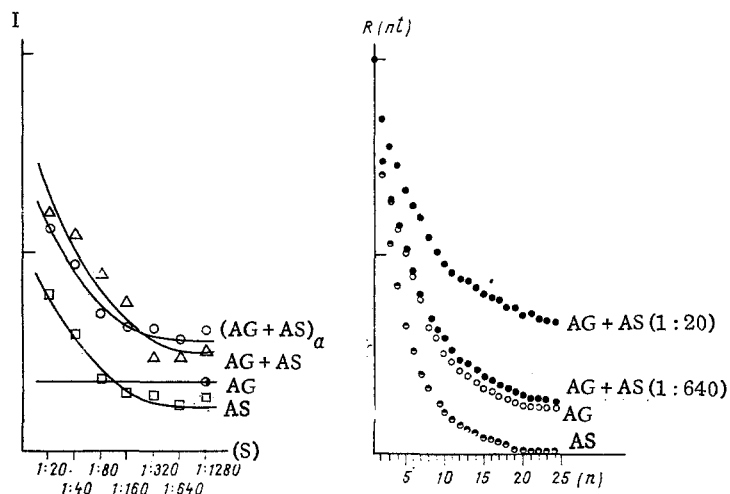 I
(AG + AS)a
AG + AS
AG
AS
(S)
1:20 1:80 1:320 1:1280
1:40 1:160 1:640
R(nt)
AG + AS (1 : 20)
AG + AS (1 : 640)
AG
AS
5 10 15 20 25 (n)